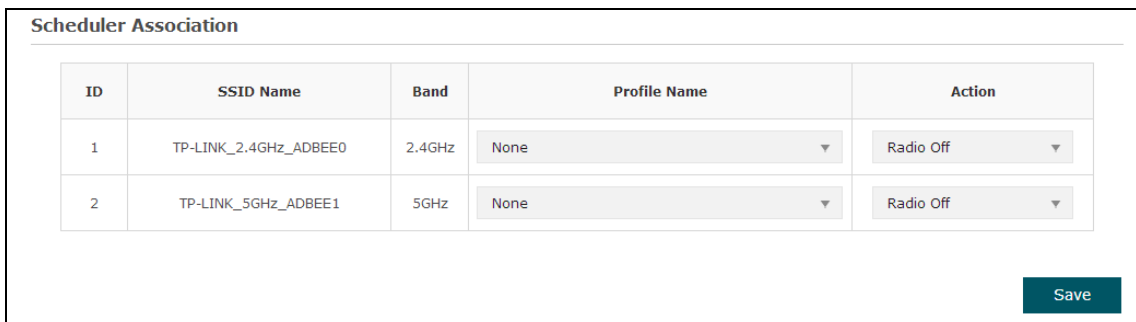 Scheduler Association
ID SSID Name Band Profile Name Action
1 TP-LINK_2.4GHz_ADBEE0 2.4GHz None Radio Off
2 TP-LINK_5GHz_ADBEE1 5GHz None Radio Off
Save